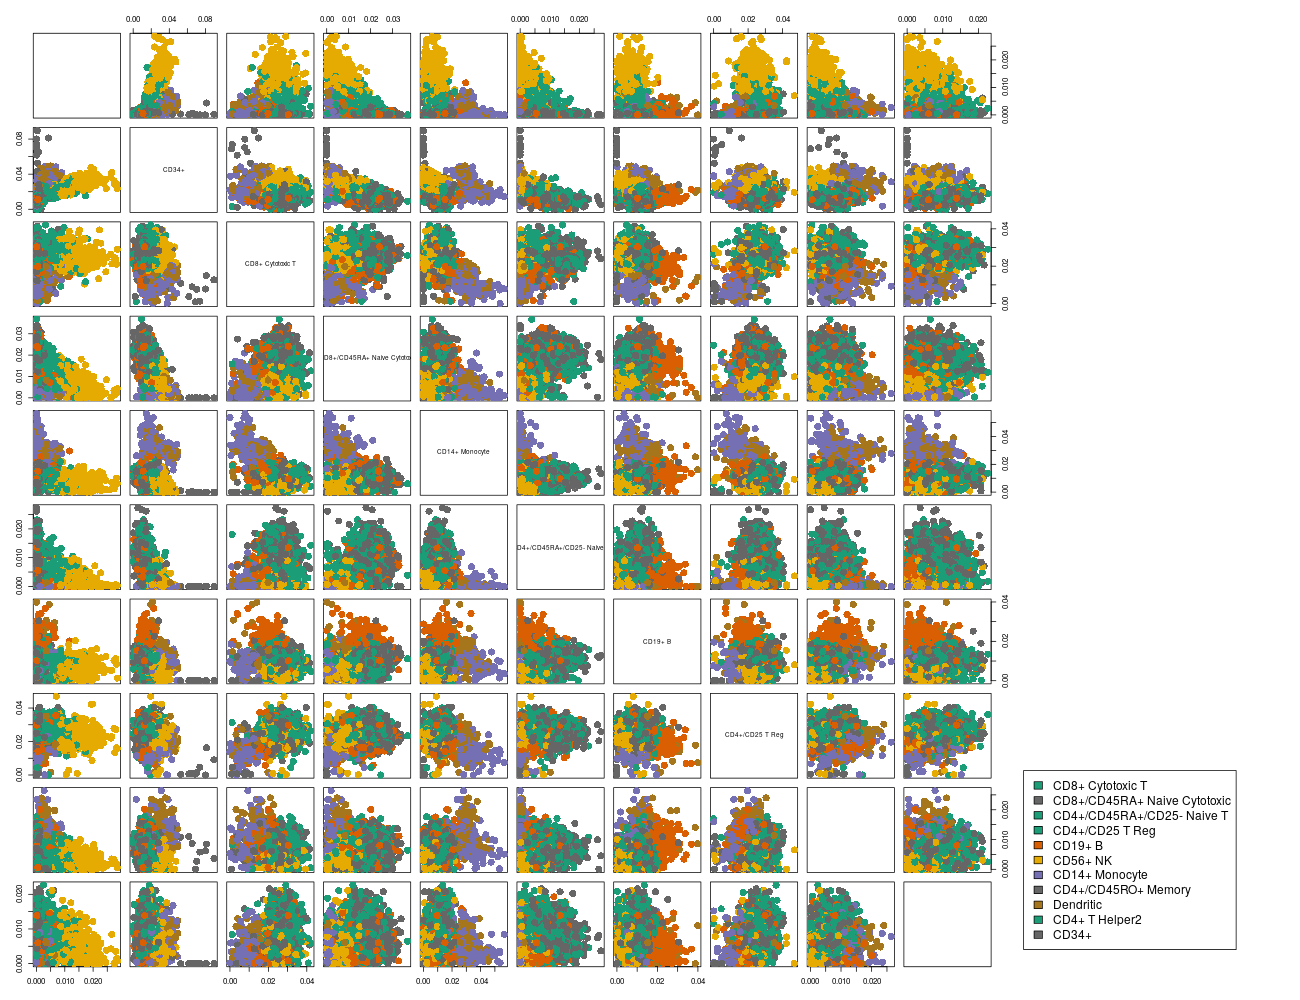 0.00 0.04 0.08
0.00 0.01 0.02 0.03
0.000 0.010 0.020
0.00 0.02 0.04
0.000 0.010 0.020
0.000 0.010 0.020
CD34+
0.00 0.04 0.08
CD8+ Cytotoxic T
0.00 0.02 0.04
D8+/CD45RA+ Naive Cytoto
0.00 0.01 0.02 0.03
CD14+ Monocyte
0.00 0.02 0.04
D4+/CD45RA+/CD25- Naive
0.000 0.010 0.020
CD19+ B
0.00 0.02 0.04
CD4+/CD25 T Reg
0.00 0.02 0.04
0.000 0.010 0.020
0.000 0.010 0.020
0.000 0.010 0.020
0.00 0.02 0.04
0.00 0.02 0.04
0.00 0.02 0.04
0.000 0.010 0.020
CD8+ Cytotoxic T
CD8+/CD45RA+ Naive Cytotoxic
CD4+/CD45RA+/CD25- Naive T
CD4+/CD25 T Reg
CD19+ B
CD56+ NK
CD14+ Monocyte
CD4+/CD45RO+ Memory
Dendritic
CD4+ T Helper2
CD34+